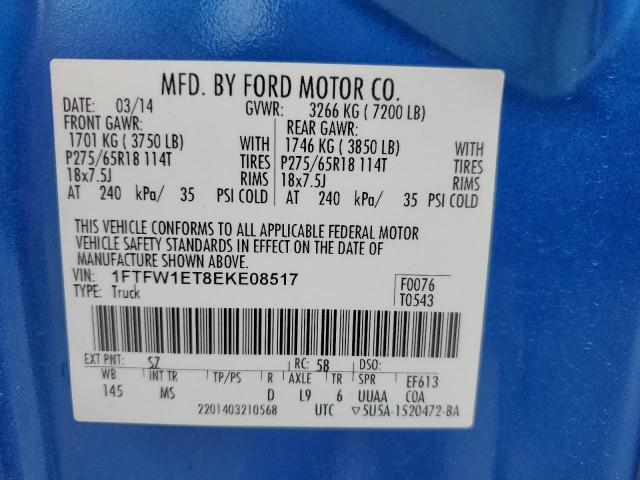 MFD. BY FORD MOTOR CO.
DATE: 03/14 GVWR: 3266 KG ( 7200 LB)
FRONT GAWR: REAR GAWR:
1701 KG ( 3750 LB) WITH 1746 KG ( 3850 LB) WITH
P275/65R18 114T TIRES P275/65R18 114T TIRES
18x7.5J RIMS 18x7.5J RIMS
AT 240 kPa/ 35 PSI COLD AT 240 kPa/ 35 PSI COLD
THIS VEHICLE CONFORMS TO ALL APPLICABLE FEDERAL MOTOR
VEHICLE SAFETY STANDARDS IN EFFECT ON THE DATE OF
MANUFACTURE SHOWN ABOVE.
VIN: 1FTFW1ET8EKE08517 F0076
TYPE: Truck T0543
EXT PNT: SZ RC: 58 DSO:
WB INT TR TP/PS R AXLE TR SPR EF613
145 MS D L9 6 UUAA COA
2201403210568 UTC ▽5U5A-1520472-BA